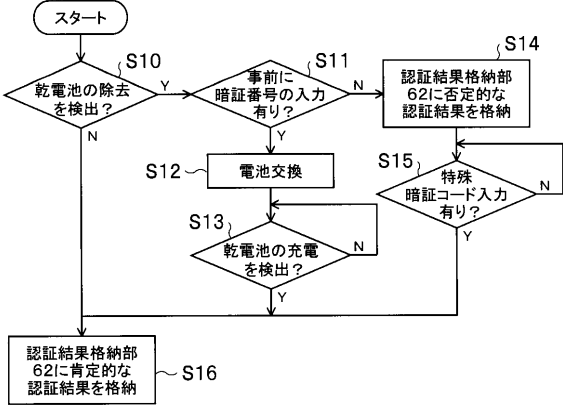 スタート
S10
乾電池の除去
を検出？
Y
N
S11
事前に
暗証番号の入力
有り？
N
Y
S14
認証結果格納部
62に否定的な
認証結果を格納
S12
電池交換
S15
特殊
暗証コード入力
有り？
N
Y
S13
乾電池の充電
を検出？
N
Y
認証結果格納部
62に肯定的な
認証結果を格納
S16